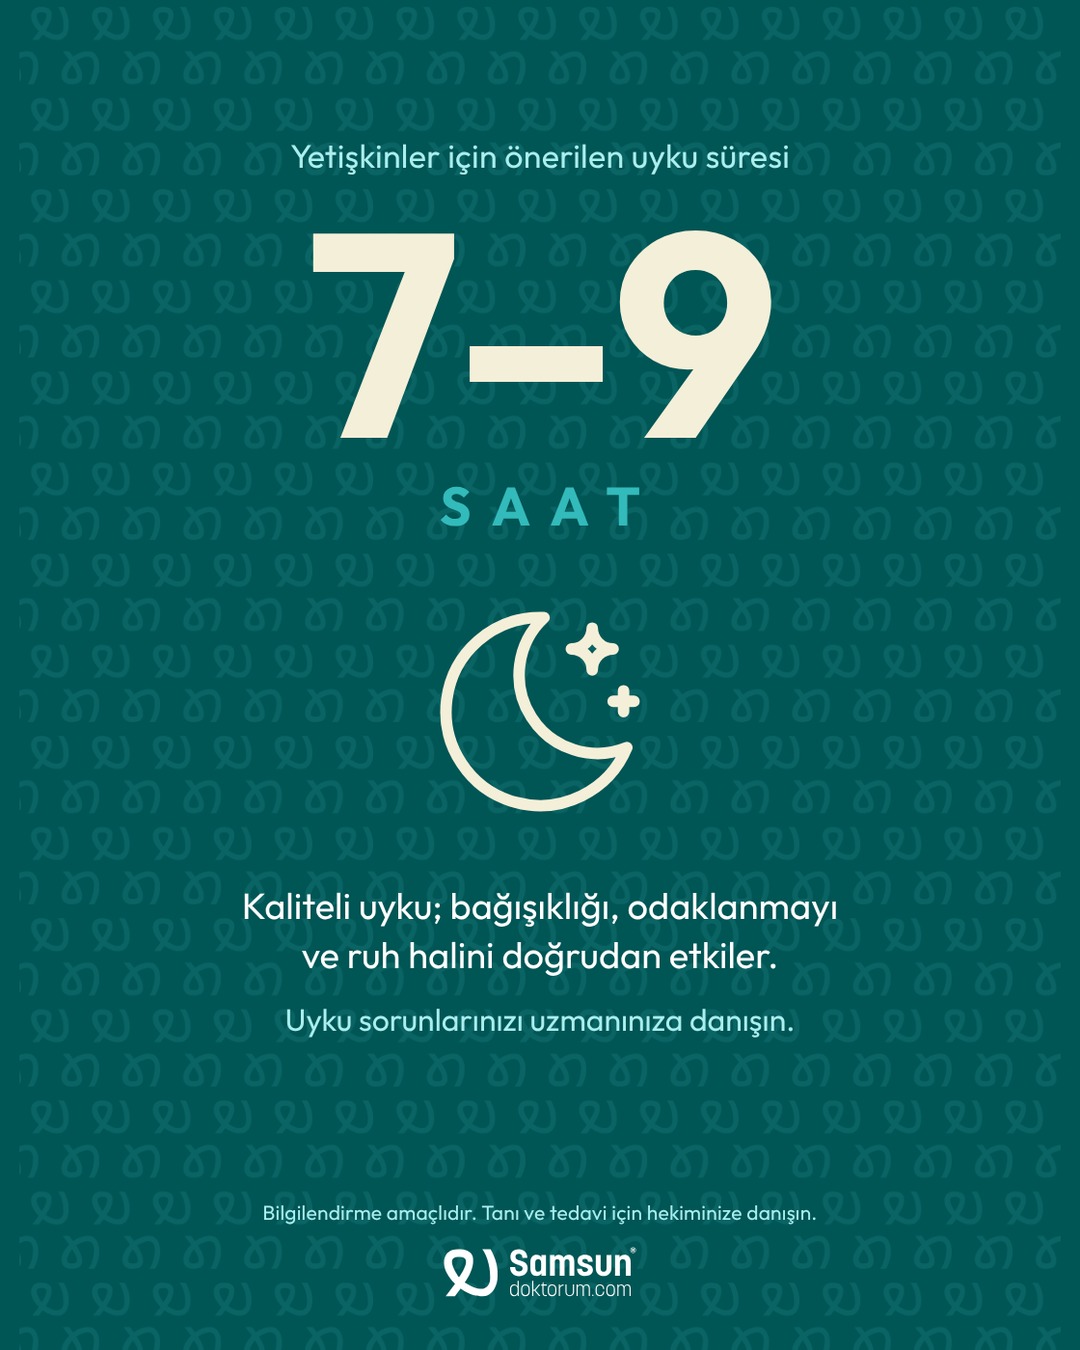 Yetişkinler için önerilen uyku süresi
7–9
SAAT
Kaliteli uyku; bağışıklığı, odaklanmayı
ve ruh halini doğrudan etkiler.
Uyku sorunlarınızı uzmanınıza danışın.
Bilgilendirme amaçlıdır. Tanı ve tedavi için hekiminize danışın.
Samsun®
doktorum.com